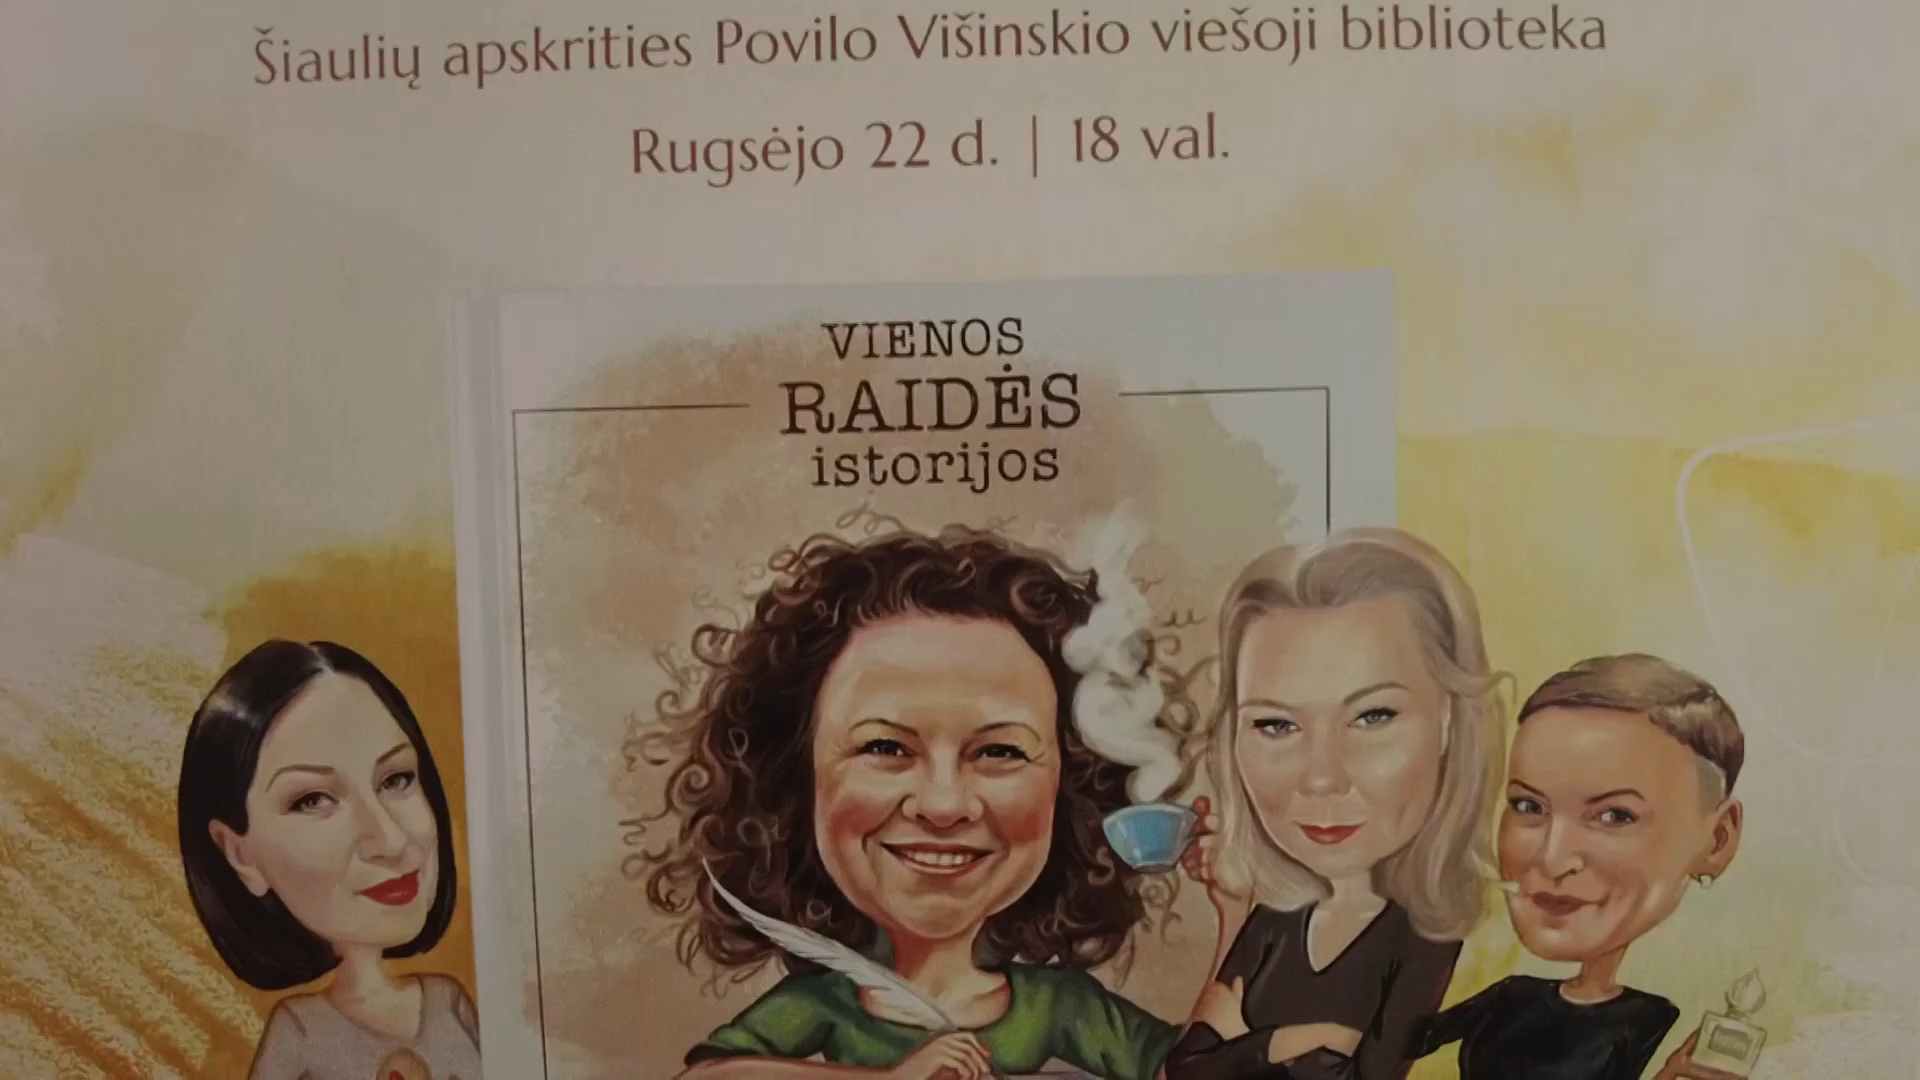 Šiaulių apskrities Povilo Višinskio viešoji biblioteka
Rugsėjo 22 d. | 18 val.
VIENOS
RAIDĖS
istorijos